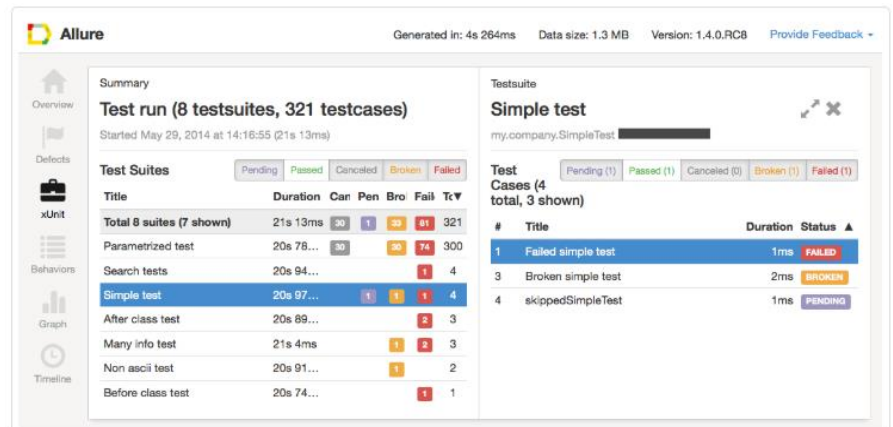 Allure
Generated in: 4s 264ms Data size: 1.3 MB Version: 1.4.0.RC8 Provide Feedback
Overview
Defects
xUnit
Behaviors
Graph
Timeline
Summary
Test run (8 testsuites, 321 testcases)
Started May 29, 2014 at 14:16:55 (21s 13ms)
Test Suites Pending Passed Canceled Broken Failed
Title Duration Can Pen Bro Fail To▼
Total 8 suites (7 shown) 21s 13ms 30 1 33 81 321
Parametrized test 20s 78... 30 30 74 300
Search tests 20s 94... 1 4
Simple test 20s 97... 1 1 1 4
After class test 20s 89... 2 3
Many info test 21s 4ms 1 2 3
Non ascii test 20s 91... 1 2
Before class test 20s 74... 1 1
Testsuite
Simple test
my.company.SimpleTest
Test Cases (4 total, 3 shown) Pending (1) Passed (1) Canceled (0) Broken (1) Failed (1)
# Title Duration Status ▲
1 Failed simple test 1ms FAILED
3 Broken simple test 2ms BROKEN
4 skippedSimpleTest 1ms PENDING